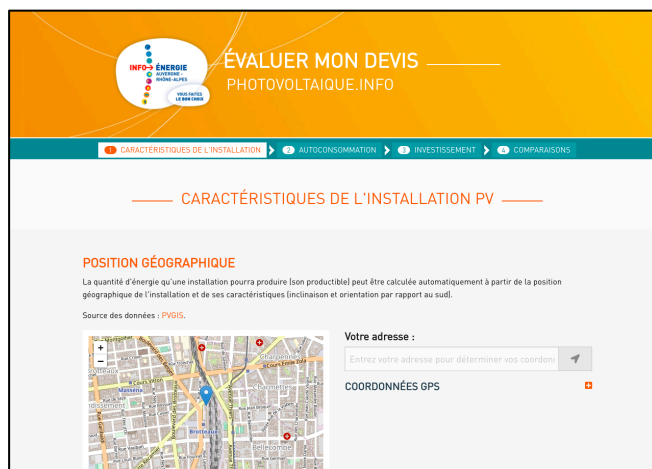 INFO→ ÉNERGIE
AUVERGNE -
RHÔNE-ALPES
VOUS FAITES
LE BON CHOIX
ÉVALUER MON DEVIS
PHOTOVOLTAIQUE.INFO
1 CARACTÉRISTIQUES DE L'INSTALLATION
2 AUTOCONSOMMATION
3 INVESTISSEMENT
4 COMPARAISONS
CARACTÉRISTIQUES DE L'INSTALLATION PV
POSITION GÉOGRAPHIQUE
La quantité d'énergie qu'une installation pourra produire (son productible) peut être calculée automatiquement à partir de la position
géographique de l'installation et de ses caractéristiques (inclinaison et orientation par rapport au sud).
Source des données : PVGIS.
+
−
Charpennes
Cours Émile Zola
Cours Vitton
Masséna
Charmettes
Brotteaux
Bellecombe
Votre adresse :
Entrez votre adresse pour déterminer vos coordon
COORDONNÉES GPS